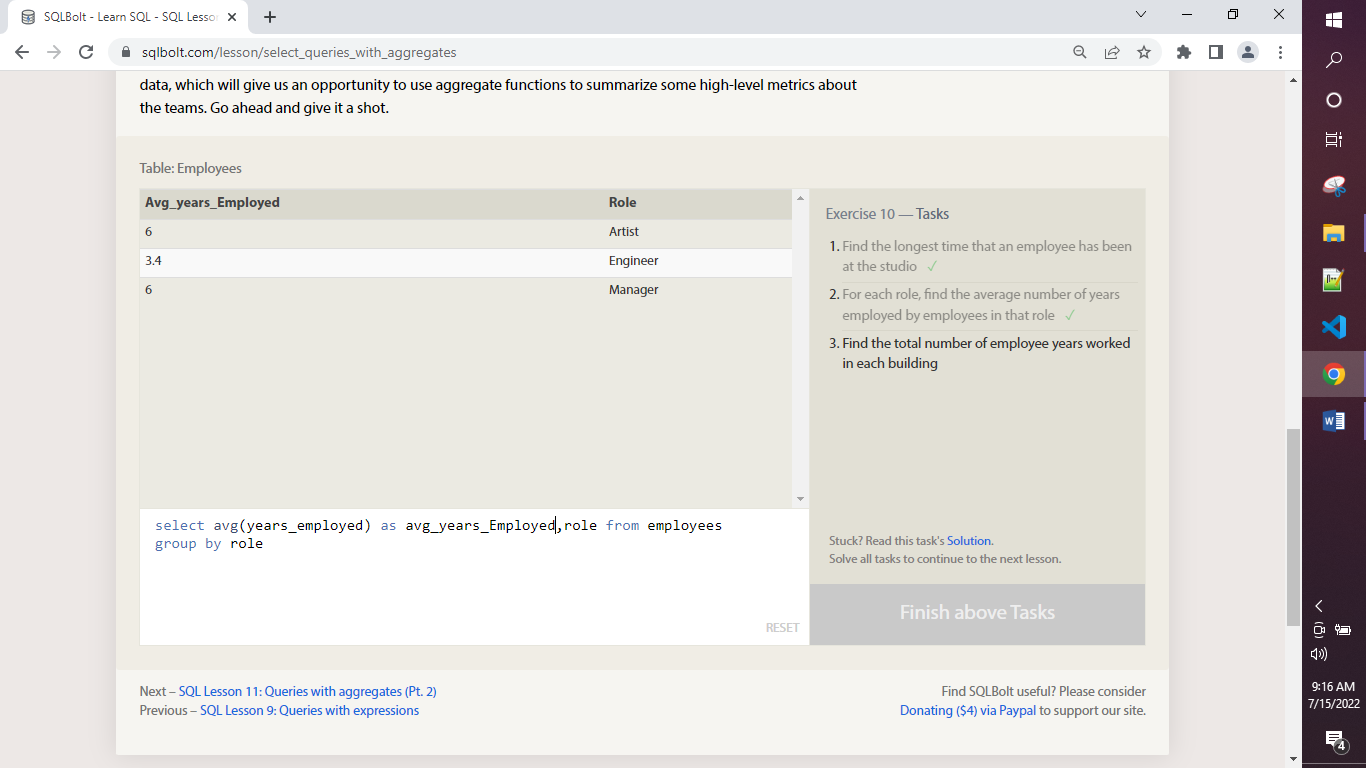 SQLBolt - Learn SQL - SQL Lesso
sqlbolt.com/lesson/select_queries_with_aggregates
data, which will give us an opportunity to use aggregate functions to summarize some high-level metrics about
the teams. Go ahead and give it a shot.
Table: Employees
Avg_years_Employed Role
6 Artist
3.4 Engineer
6 Manager
Exercise 10 — Tasks
1. Find the longest time that an employee has been
at the studio ✓
2. For each role, find the average number of years
employed by employees in that role ✓
3. Find the total number of employee years worked
in each building
Stuck? Read this task's Solution.
Solve all tasks to continue to the next lesson.
Finish above Tasks
select avg(years_employed) as avg_years_Employed,role from employees
group by role
RESET
Next – SQL Lesson 11: Queries with aggregates (Pt. 2)
Previous – SQL Lesson 9: Queries with expressions
Find SQLBolt useful? Please consider
Donating ($4) via Paypal to support our site.
9:16 AM
7/15/2022
4